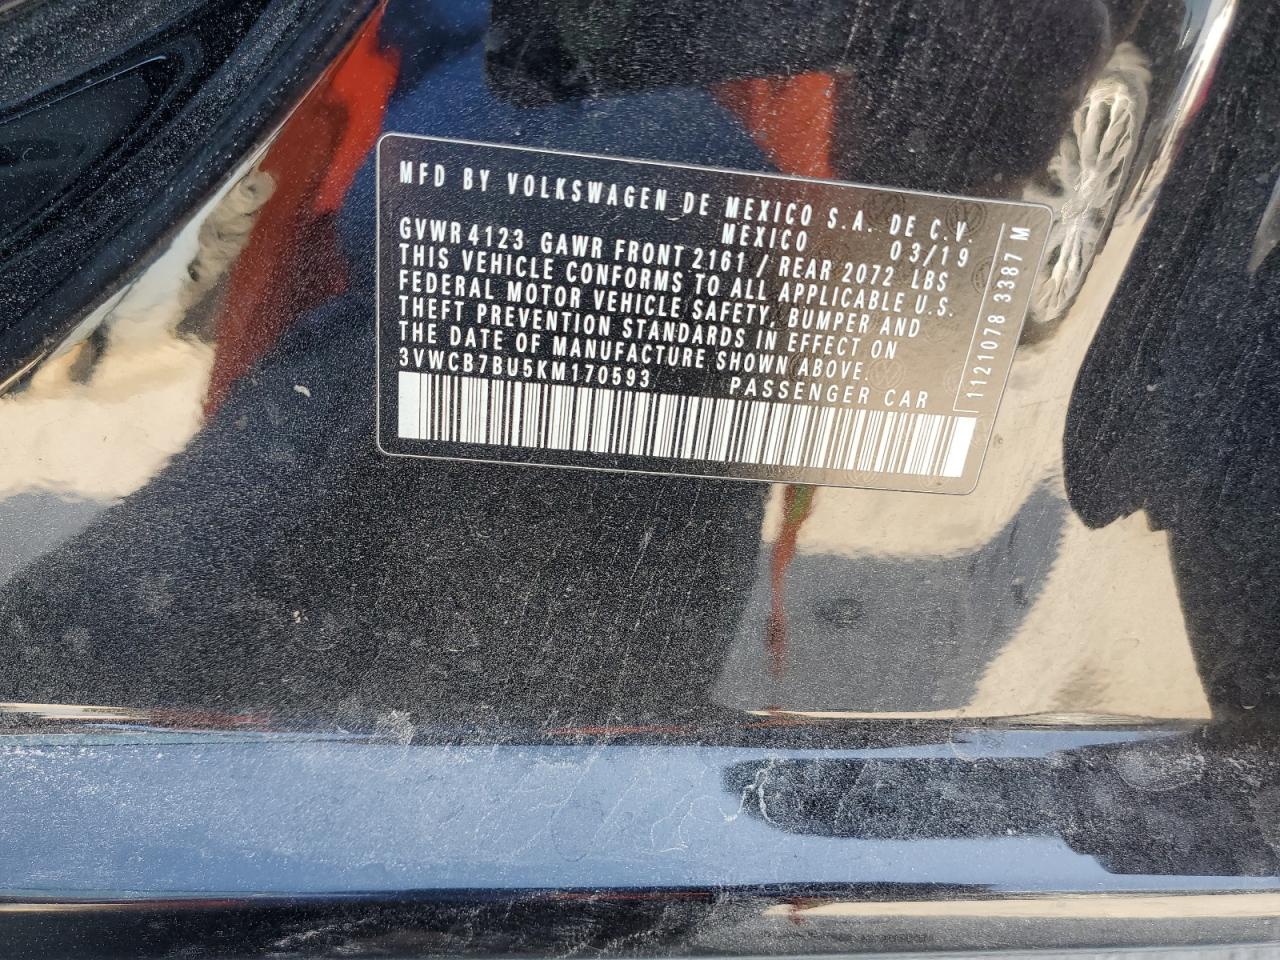 MFD BY VOLKSWAGEN DE MEXICO S.A. DE C.V.
MEXICO 03/19
GVWR 4123 GAWR FRONT 2161 / REAR 2072 LBS
THIS VEHICLE CONFORMS TO ALL APPLICABLE U.S.
FEDERAL MOTOR VEHICLE SAFETY, BUMPER AND
THEFT PREVENTION STANDARDS IN EFFECT ON
THE DATE OF MANUFACTURE SHOWN ABOVE.
3VWCB7BU5KM170593 PASSENGER CAR
1121078 3387 M